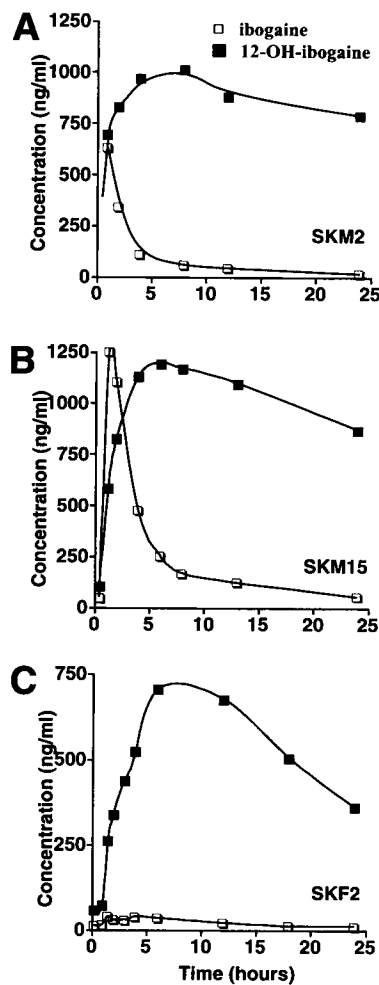 A
ibogaine
12-OH-ibogaine
Concentration (ng/ml)
1250
1000
750
500
250
0
0 5 10 15 20 25
SKM2
B
Concentration (ng/ml)
1250
1000
750
500
250
0
0 5 10 15 20 25
SKM15
C
Concentration (ng/ml)
750
500
250
0
0 5 10 15 20 25
SKF2
Time (hours)